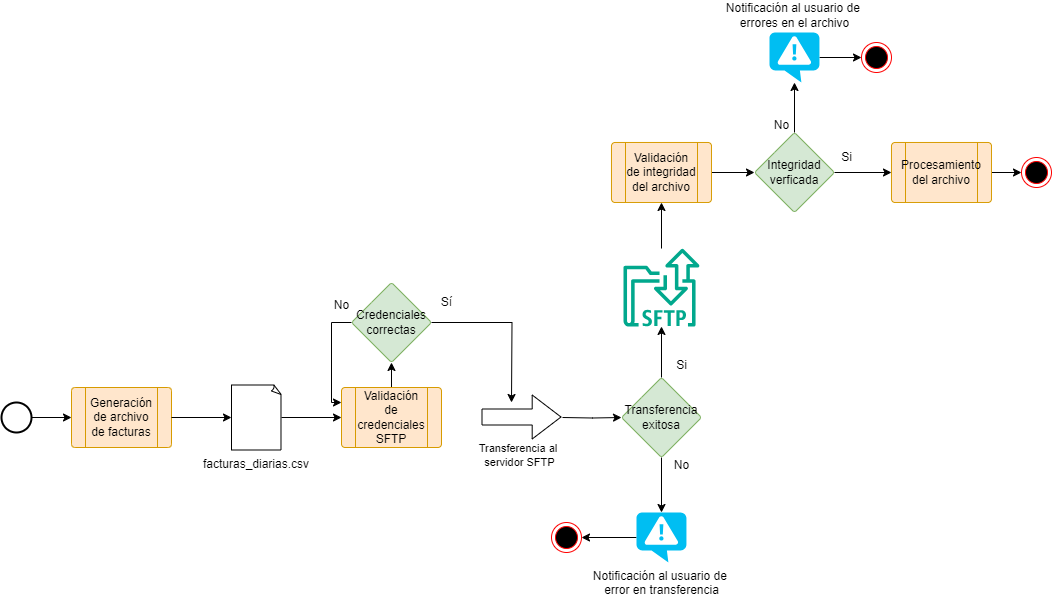 Notificación al usuario de
errores en el archivo
No
Validación
de integridad
del archivo
Integridad
verficada
Si
Procesamiento
del archivo
SFTP
No
Credenciales
correctas
Sí
Si
Generación
de archivo
de facturas
facturas_diarias.csv
Validación
de
credenciales
SFTP
Transferencia al
servidor SFTP
Transferencia
exitosa
No
Notificación al usuario de
error en transferencia